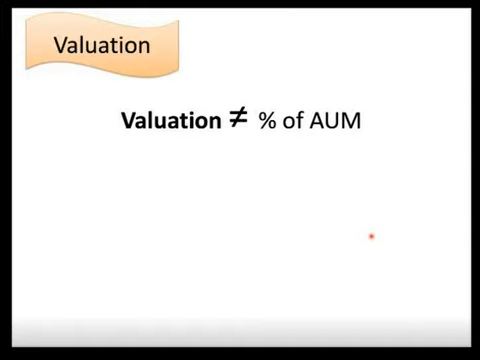 Valuation
Valuation ≠ % of AUM